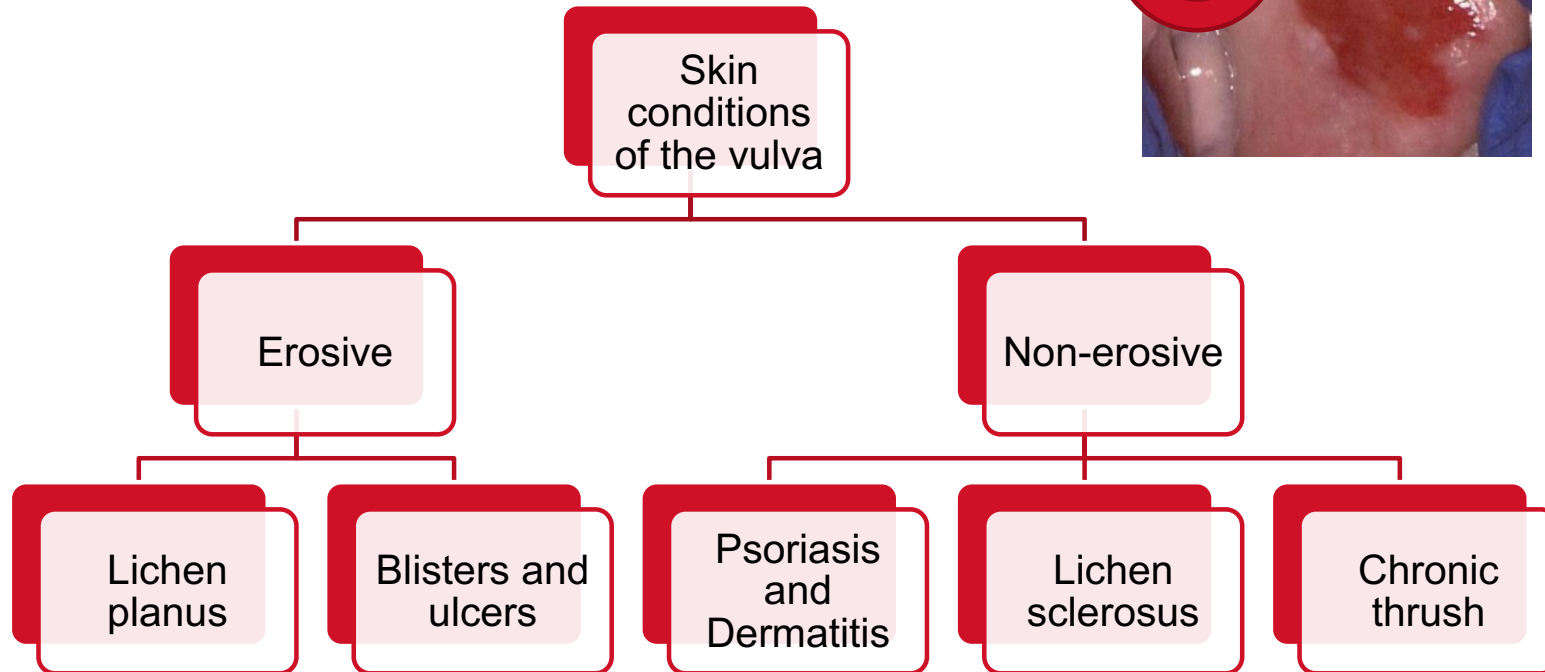 Skin
conditions
of the vulva
Erosive
Non-erosive
Lichen
planus
Blisters and
ulcers
Psoriasis
and
Dermatitis
Lichen
sclerosus
Chronic
thrush